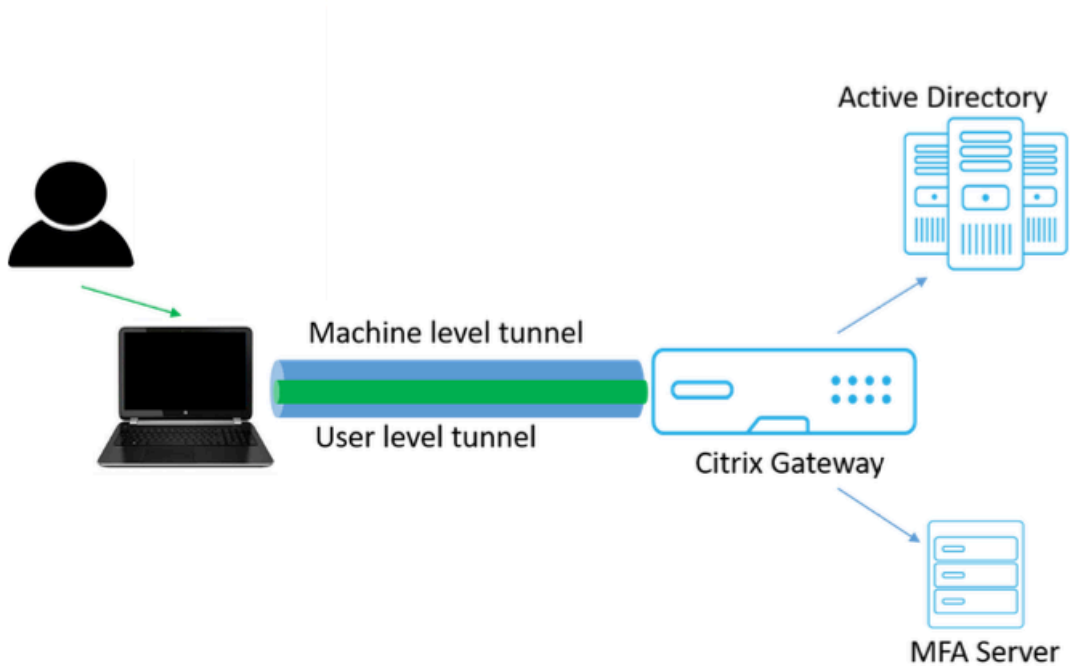 Active Directory
Machine level tunnel
User level tunnel
Citrix Gateway
MFA Server